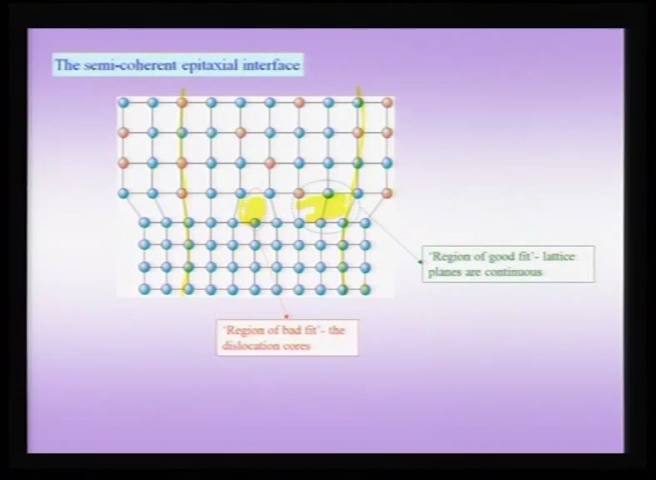 The semi-coherent epitaxial interface
'Region of good fit'- lattice
planes are continuous
'Region of bad fit'- the
dislocation cores